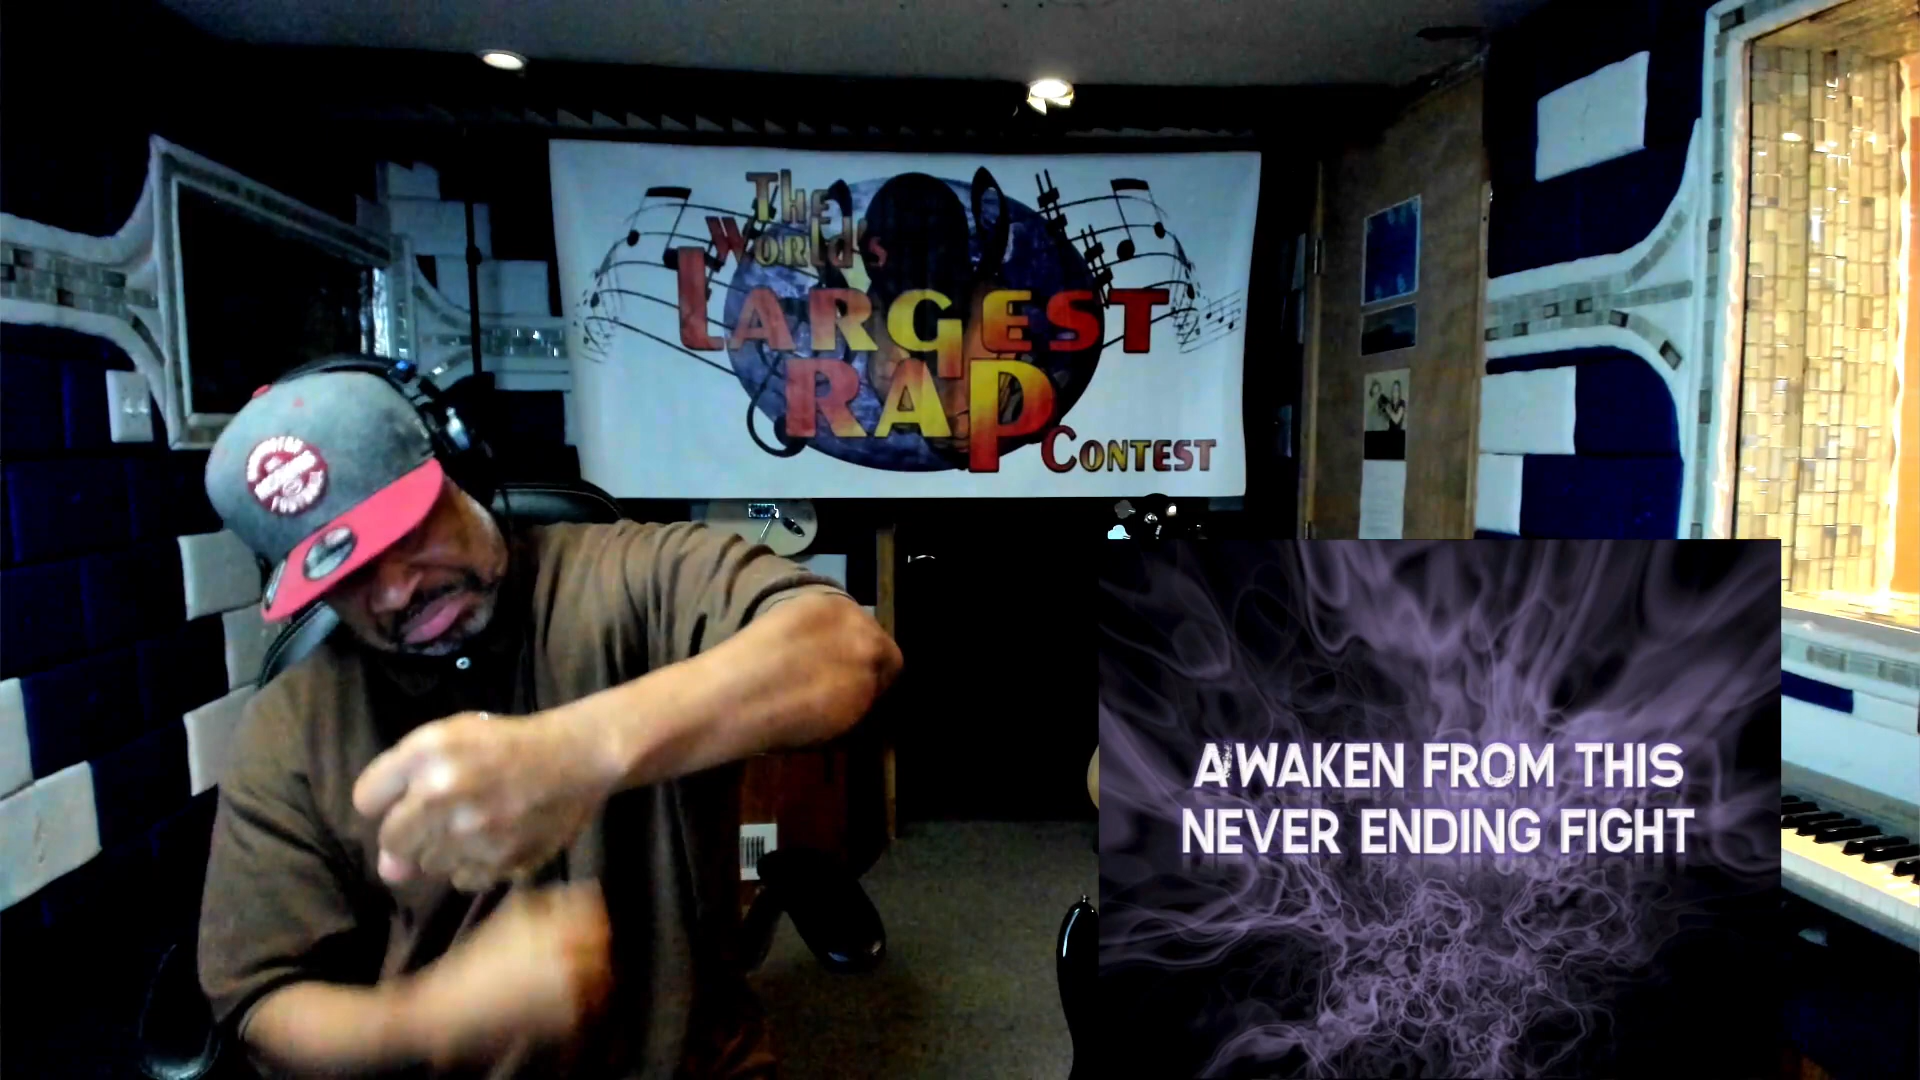 The
World's
LARGEST
RAP
CONTEST
AWAKEN FROM THIS
NEVER ENDING FIGHT